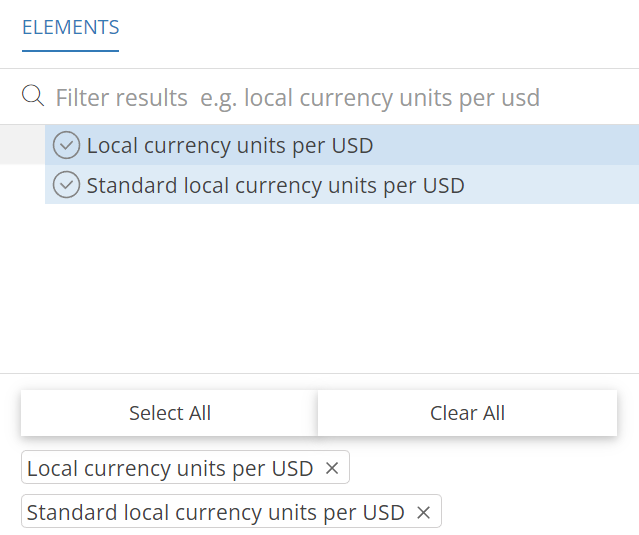 ELEMENTS
Filter results e.g. local currency units per usd
Local currency units per USD
Standard local currency units per USD
Select All
Clear All
Local currency units per USD ×
Standard local currency units per USD ×